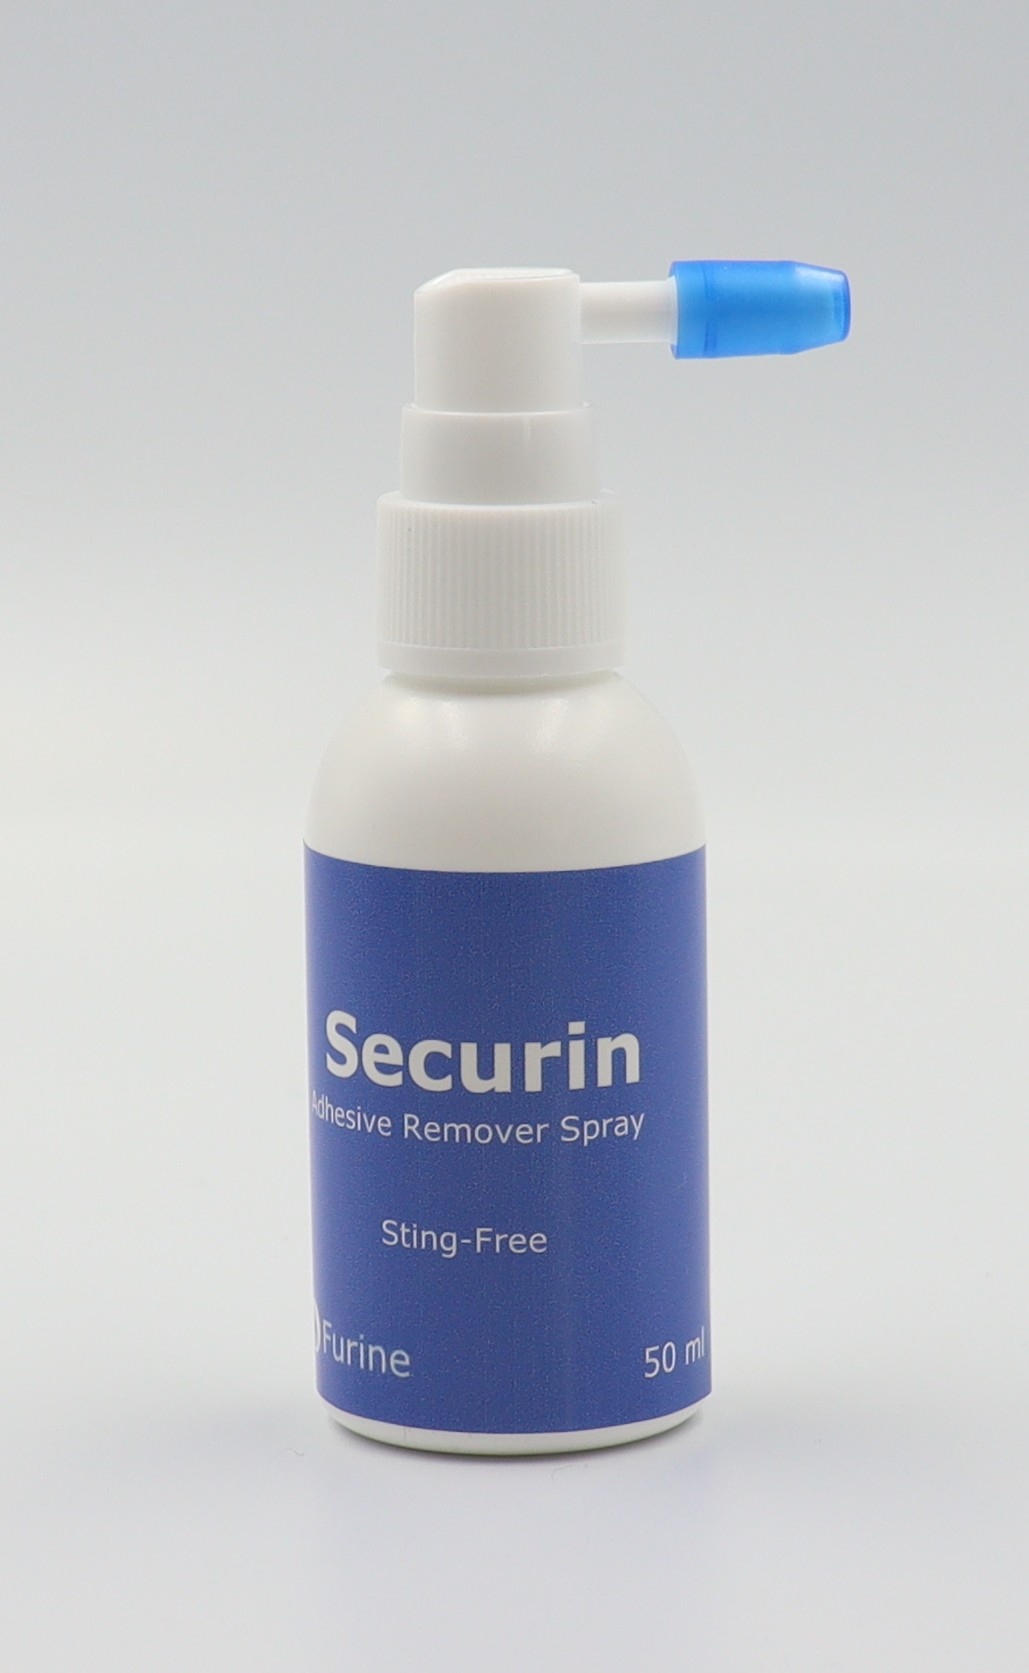 Securin
Adhesive Remover Spray
Sting-Free
Furine
50 ml